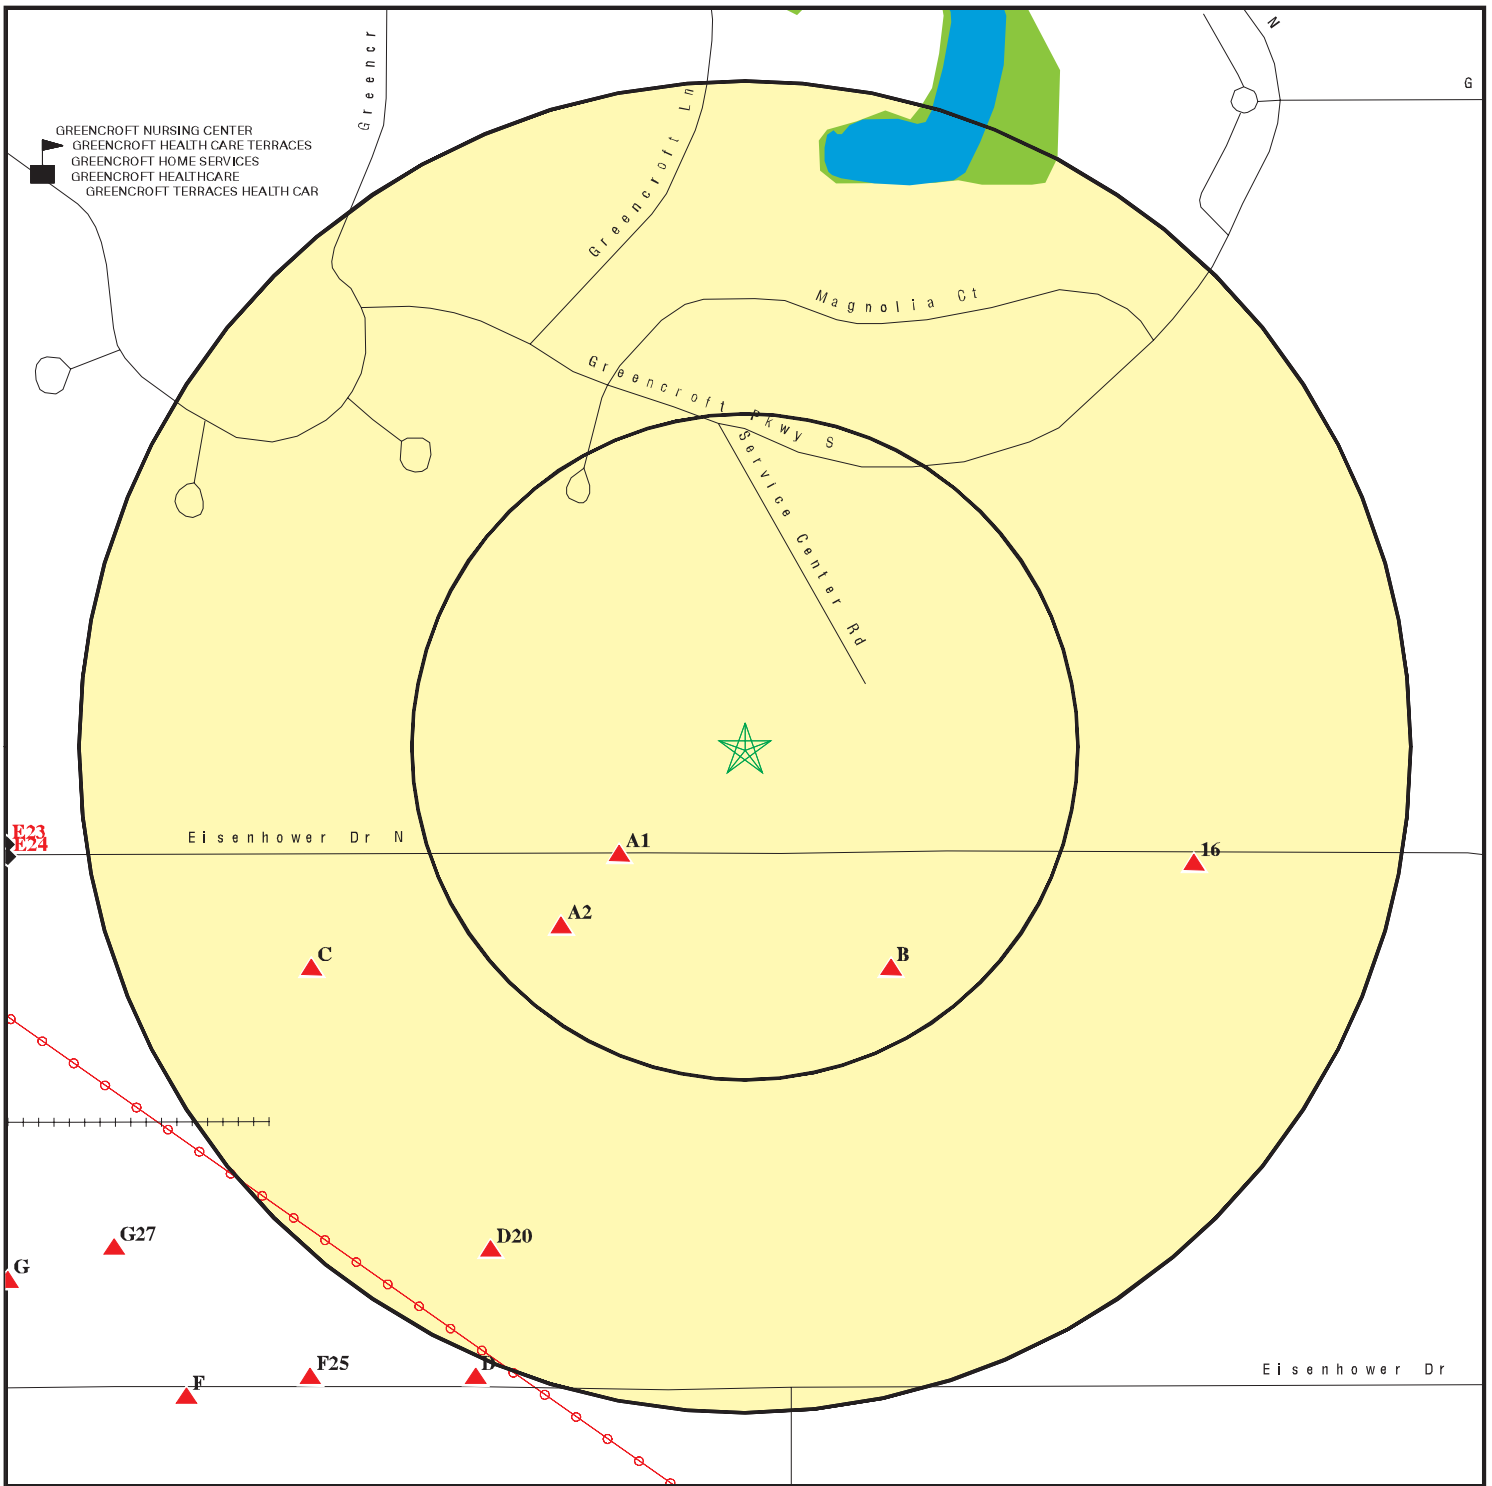 Greencr
N
G
GREENCROFT NURSING CENTER
GREENCROFT HEALTH CARE TERRACES
GREENCROFT HOME SERVICES
GREENCROFT HEALTHCARE
GREENCROFT TERRACES HEALTH CAR
Greencroft Ln
Magnolia Ct
Greencroft Pkwy S
Service Center Rd
E23
E24
Eisenhower Dr N
A1
16
A2
C
B
G27
D20
G
F25
D
F
Eisenhower Dr